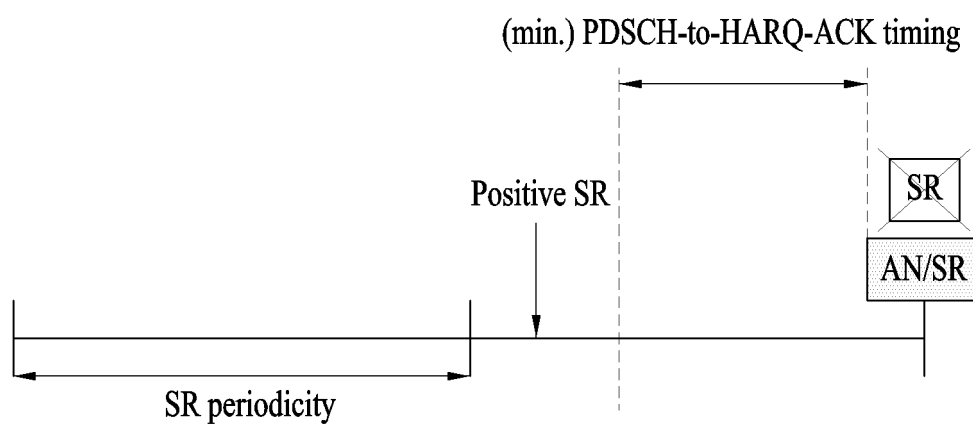 (min.) PDSCH-to-HARQ-ACK timing
SR
Positive SR
AN/SR
SR periodicity